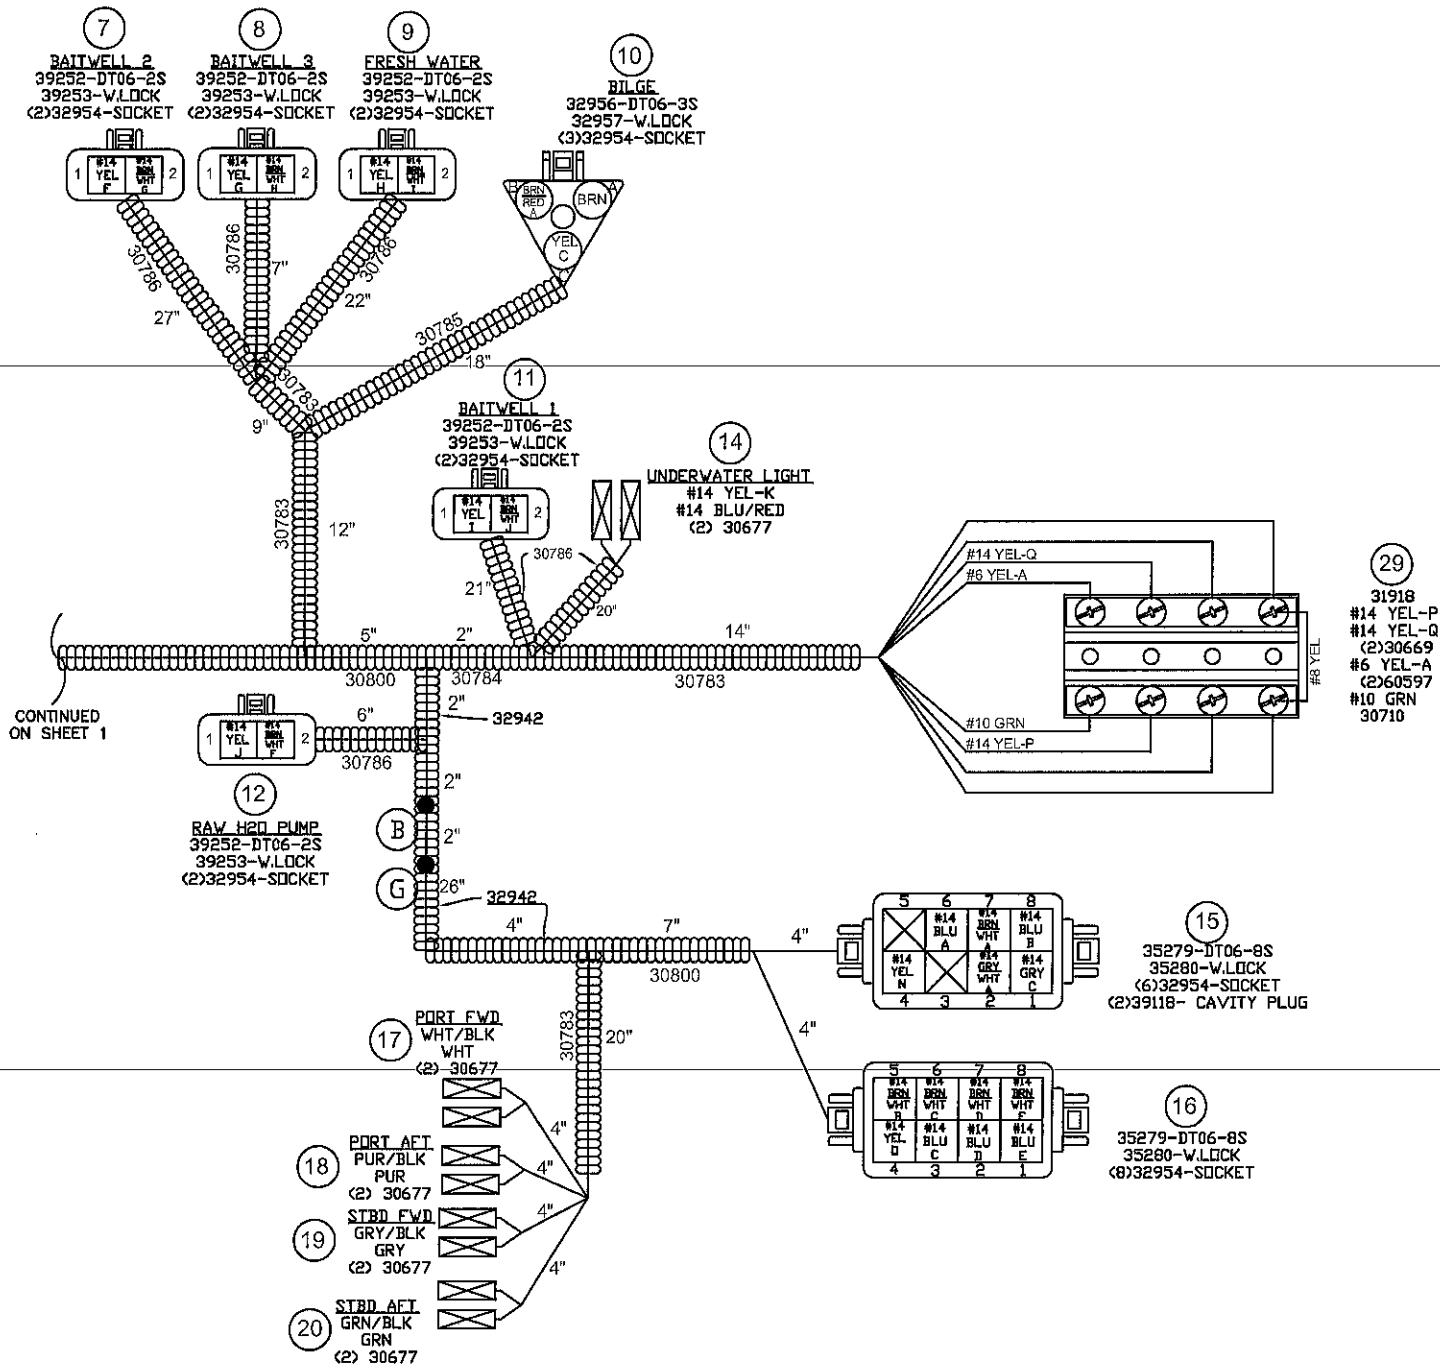 7
BAITWELL 2
39252-DT06-2S
39253-W.LOCK
(2)32954-SOCKET
1
#14
YEL
F
#14
BRN
WHT
G
2
8
BAITWELL 3
39252-DT06-2S
39253-W.LOCK
(2)32954-SOCKET
1
#14
YEL
G
#14
BRN
WHT
H
2
9
FRESH WATER
39252-DT06-2S
39253-W.LOCK
(2)32954-SOCKET
1
#14
YEL
H
#14
BRN
WHT
I
2
10
BILGE
32956-DT06-3S
32957-W.LOCK
(3)32954-SOCKET
B
BRN
RED
A
A
BRN
YEL
C
C
30786
27"
30786
7"
30786
22"
30785
18"
30783
9"
30783
12"
11
BAITWELL 1
39252-DT06-2S
39253-W.LOCK
(2)32954-SOCKET
1
#14
YEL
I
#14
BRN
WHT
J
2
14
UNDERWATER LIGHT
#14 YEL-K
#14 BLU/RED
(2) 30677
30786
21"
20"
#14 YEL-Q
#6 YEL-A
#10 GRN
#14 YEL-P
#8 YEL
29
31918
#14 YEL-P
#14 YEL-Q
(2)30669
#6 YEL-A
(2)60597
#10 GRN
30710
5"
2"
14"
30800
30784
30783
CONTINUED
ON SHEET 1
2"
32942
1
#14
YEL
J
#14
BRN
WHT
F
2
6"
30786
12
RAW H2O PUMP
39252-DT06-2S
39253-W.LOCK
(2)32954-SOCKET
2"
B
2"
G
26"
32942
4"
7"
30800
4"
4"
5
6
7
8
#14
BLU
A
#14
BRN
WHT
A
#14
BLU
B
#14
YEL
N
#14
GRY
WHT
A
#14
GRY
C
4
3
2
1
15
35279-DT06-8S
35280-W.LOCK
(6)32954-SOCKET
(2)39118- CAVITY PLUG
5
6
7
8
#14
BRN
WHT
B
#14
BRN
WHT
C
#14
BRN
WHT
D
#14
BRN
WHT
E
#14
YEL
O
#14
BLU
C
#14
BLU
D
#14
BLU
E
4
3
2
1
16
35279-DT06-8S
35280-W.LOCK
(8)32954-SOCKET
30783
20"
17
PORT FWD
WHT/BLK
WHT
(2) 30677
4"
18
PORT AFT
PUR/BLK
PUR
(2) 30677
4"
19
STBD FWD
GRY/BLK
GRY
(2) 30677
4"
20
STBD AFT
GRN/BLK
GRN
(2) 30677
4"